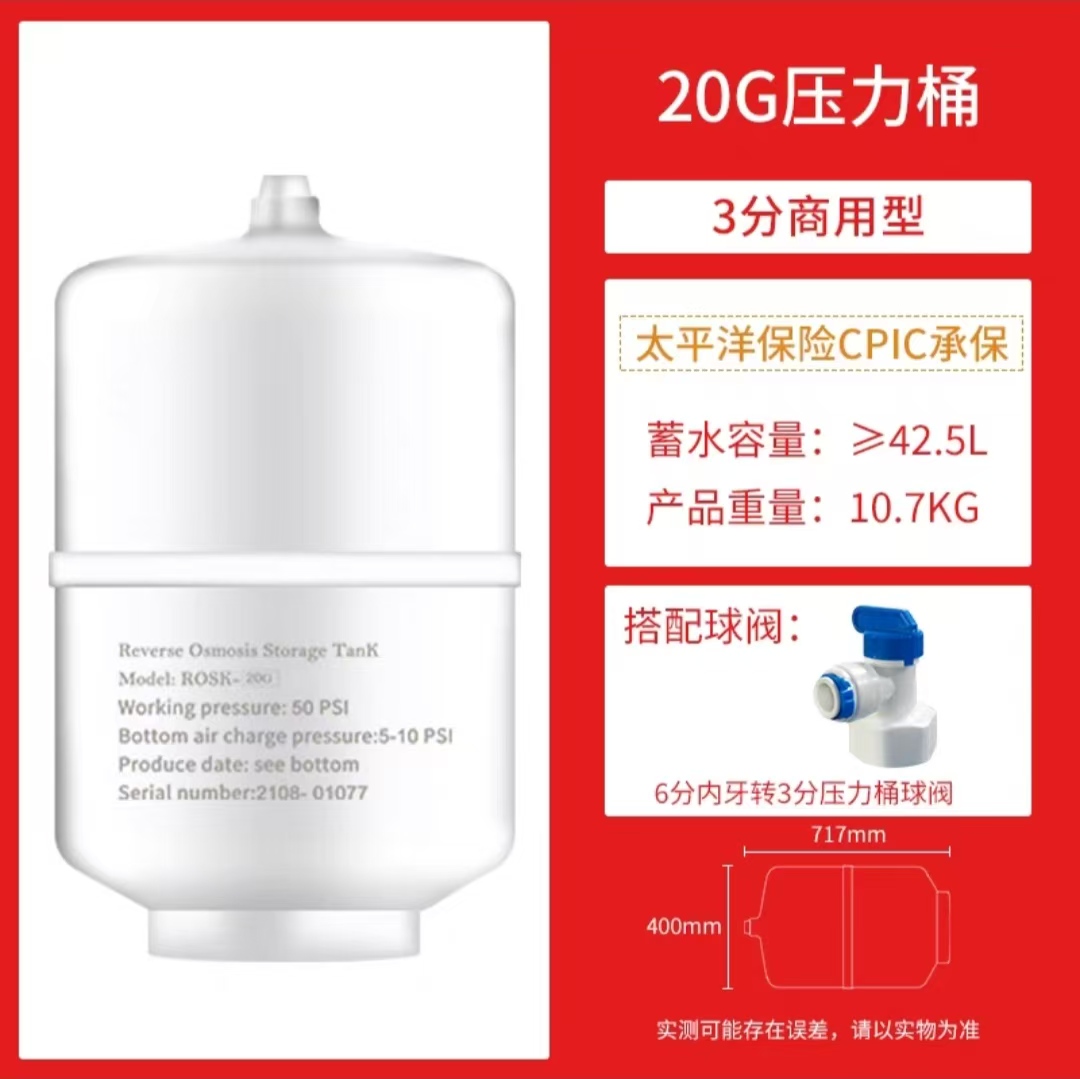 20G压力桶
3分商用型
太平洋保险CPIC承保
蓄水容量：≥42.5L
产品重量：10.7KG
搭配球阀：
6分内牙转3分压力桶球阀
717mm
400mm
实测可能存在误差，请以实物为准
Reverse Osmosis Storage TanK
Model: ROSK-20G
Working pressure: 50 PSI
Bottom air charge pressure:5-10 PSI
Produce date: see bottom
Serial number:2108- 01077